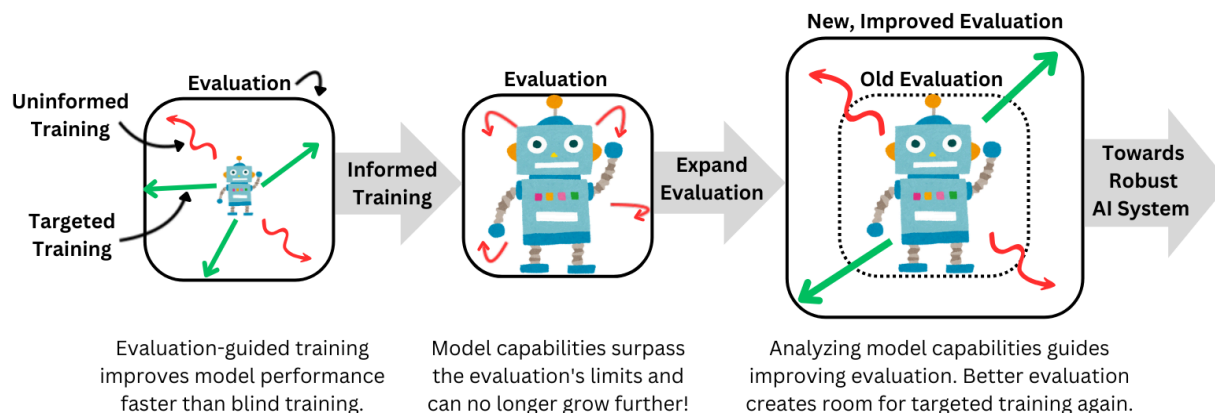 New, Improved Evaluation
Evaluation
Evaluation
Old Evaluation
Uninformed
Training
Targeted
Training
Informed
Training
Expand
Evaluation
Towards
Robust
AI System
Evaluation-guided training
improves model performance
faster than blind training.
Model capabilities surpass
the evaluation's limits and
can no longer grow further!
Analyzing model capabilities guides
improving evaluation. Better evaluation
creates room for targeted training again.